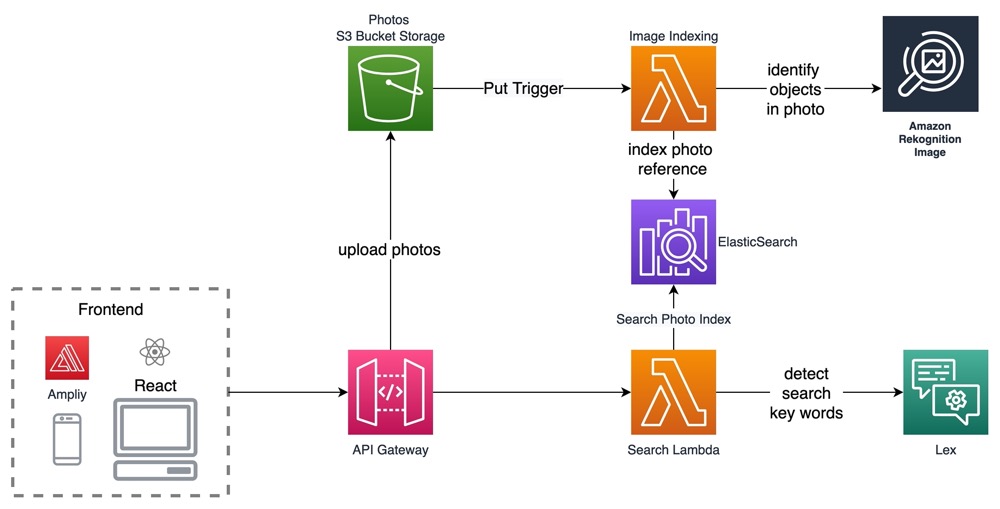 Photos
S3 Bucket Storage
Put Trigger
Image Indexing
identify
objects
in photo
Amazon
Rekognition
Image
index photo
reference
ElasticSearch
upload photos
Search Photo Index
Frontend
Ampliy
React
</>
API Gateway
Search Lambda
detect
search
key words
Lex